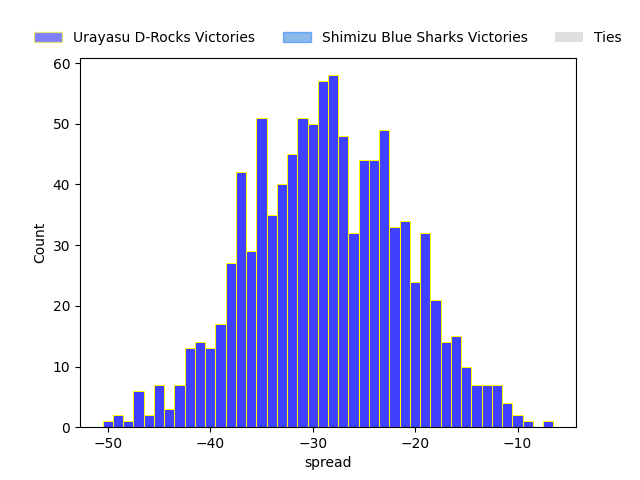 Urayasu D-Rocks Victories Shimizu Blue Sharks Victories Ties
60
50
40
30
20
10
0
Count
−50 −40 −30 −20 −10
spread